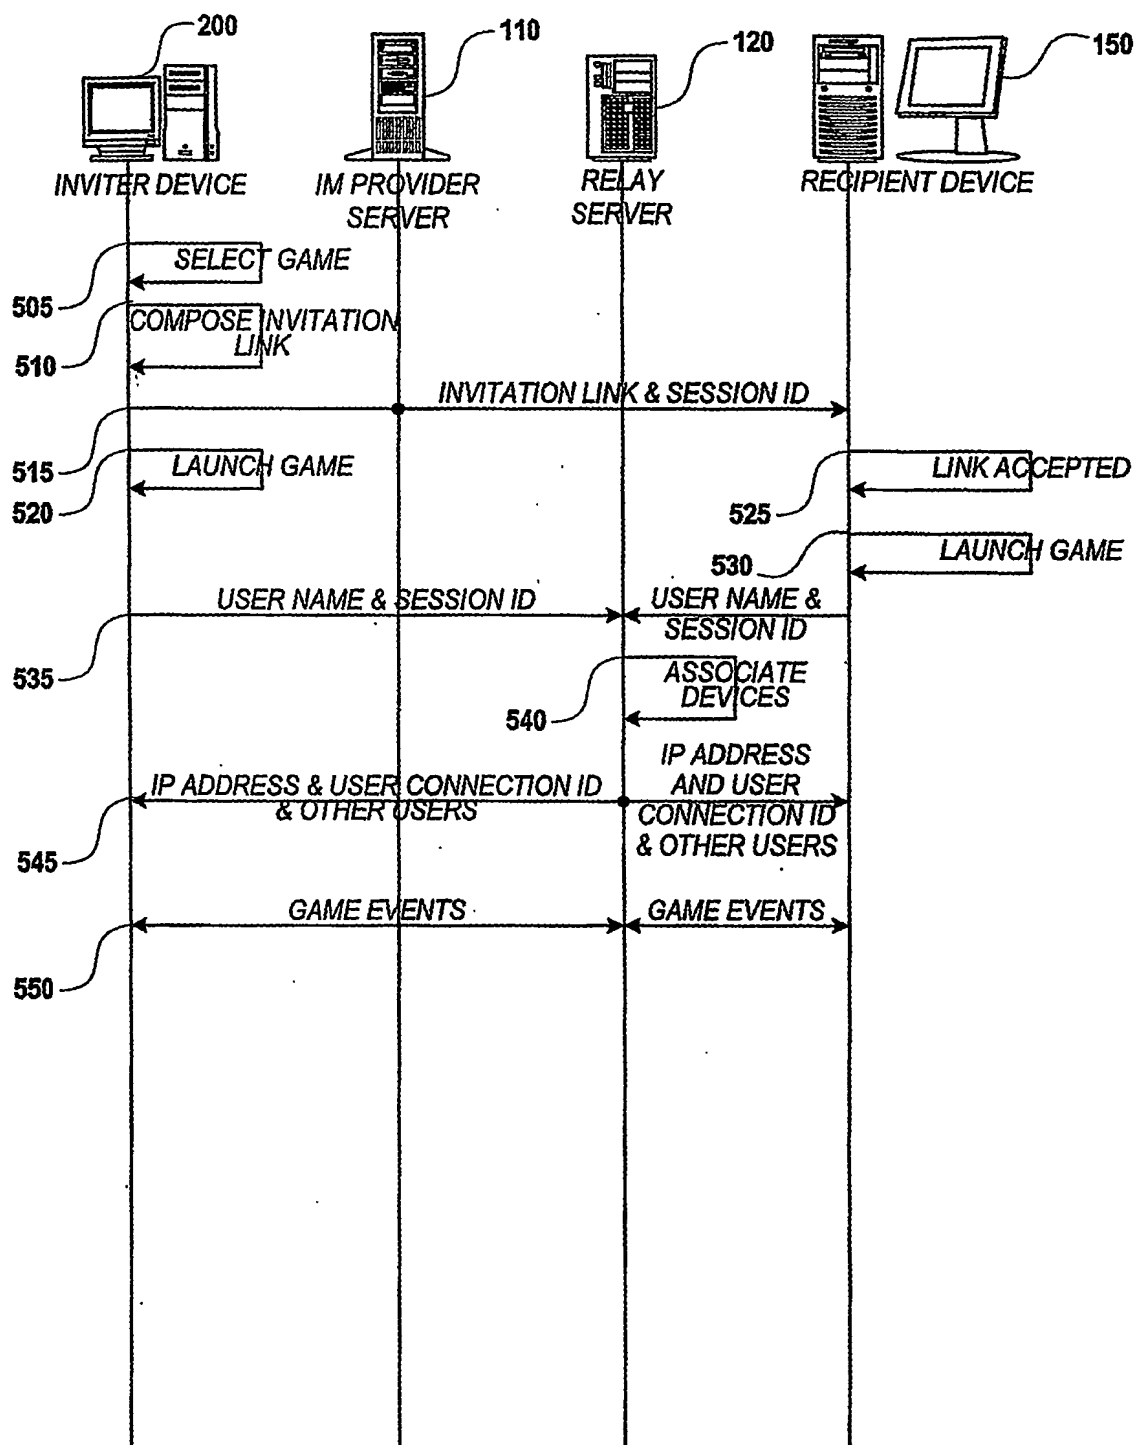 200
110
120
150
INVITER DEVICE
IM PROVIDER
SERVER
RELAY
SERVER
RECIPIENT DEVICE
SELECT GAME
505
COMPOSE INVITATION
LINK
510
INVITATION LINK & SESSION ID
515
LAUNCH GAME
520
LINK ACCEPTED
525
LAUNCH GAME
530
USER NAME & SESSION ID
USER NAME &
SESSION ID
535
ASSOCIATE
DEVICES
540
IP ADDRESS & USER CONNECTION ID
& OTHER USERS
IP ADDRESS
AND USER
CONNECTION ID
& OTHER USERS
545
GAME EVENTS
GAME EVENTS
550